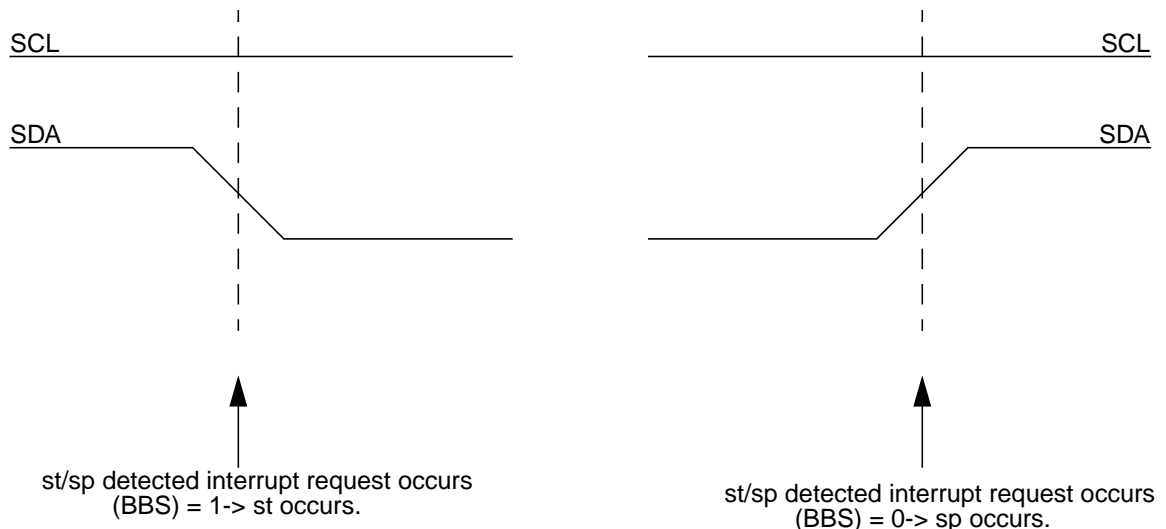 SCL
SDA
st/sp detected interrupt request occurs
(BBS) = 1-> st occurs.
SCL
SDA
st/sp detected interrupt request occurs
(BBS) = 0-> sp occurs.